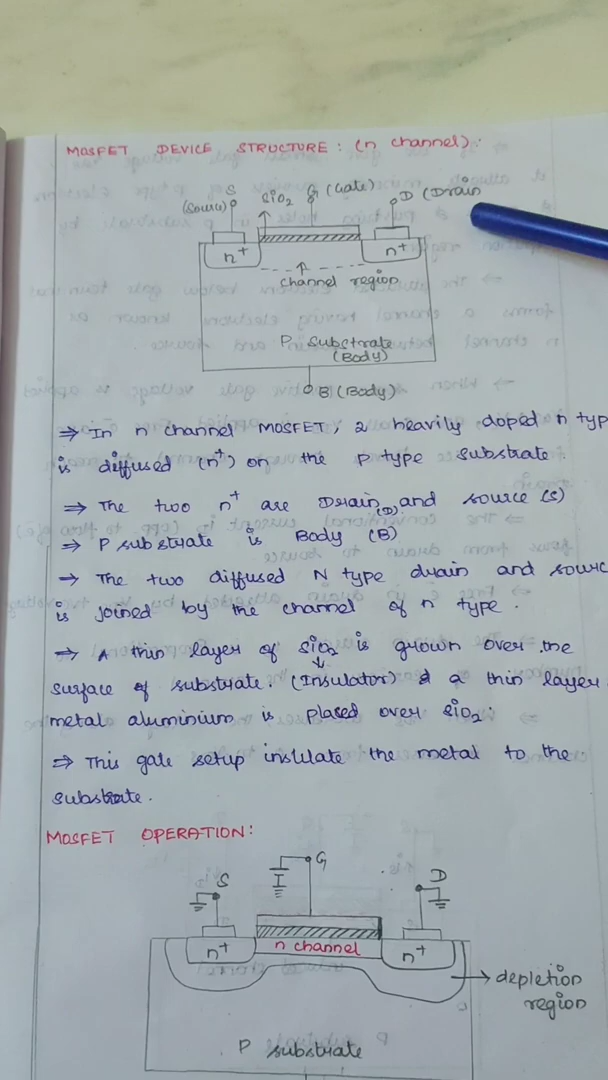 MOSFET DEVICE STRUCTURE: (n channel):
S SiO2 G (Gate) D (Drain
(Source)
n+ n+
channel region
P substrate
(Body)
B (Body)
⇒ In n channel MOSFET, 2 heavily doped n typ
is diffused (n+) on the p type substrate
⇒ The two n+ are Drain(D) and source (S)
⇒ P substrate is Body (B)
→ The two diffused N type drain and sourc
is joined by the channel of n type.
⇒ A thin layer of SiO2 is grown over the
surface of substrate. (Insulator) & a thin layer
metal aluminium is plased over SiO2.
⇒ This gate setup the metal to the
substrate.
MOSFET OPERATION:
S G D
n+ n channel n+
depletion
region
P substrate